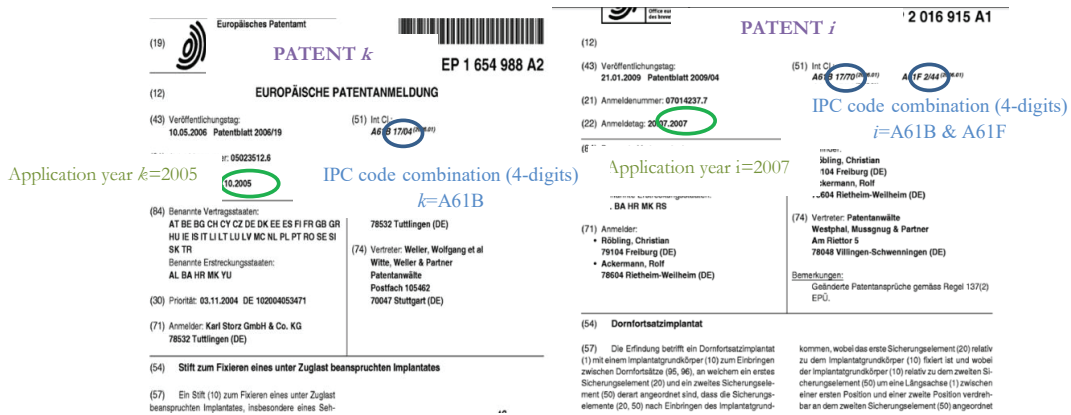 Europäisches Patentamt
(19)
PATENT k
EP 1 654 988 A2
(12) EUROPÄISCHE PATENTANMELDUNG
(43) Veröffentlichungstag:
10.05.2006 Patentblatt 2006/19
(51) Int Cl.:
A61B 17/04 (2006.01)
05023512.6
Application year k=2005
10.2005
IPC code combination (4-digits)
k=A61B
(84) Benannte Vertragsstaaten:
AT BE BG CH CY CZ DE DK EE ES FI FR GB GR
HU IE IS IT LI LT LU LV MC NL PL PT RO SE SI
SK TR
Benannte Erstreckungsstaaten:
AL BA HR MK YU
(30) Priorität: 03.11.2004 DE 102004053471
(71) Anmelder: Karl Storz GmbH & Co. KG
78532 Tuttlingen (DE)
78532 Tuttlingen (DE)
(74) Vertreter: Weller, Wolfgang et al
Witte, Weller & Partner
Patentanwälte
Postfach 105462
70047 Stuttgart (DE)
(54) Stift zum Fixieren eines unter Zuglast beanspruchten Implantates
(57) Ein Stift (10) zum Fixieren eines unter Zuglast
beanspruchten Implantates, insbesondere eines Seh-
PATENT i
2 016 915 A1
(12)
(43) Veröffentlichungstag:
21.01.2009 Patentblatt 2009/04
(21) Anmeldenummer: 07014237.7
(22) Anmeldetag: 20.07.2007
(51) Int Cl.:
A61B 17/70 (2006.01) A61F 2/44 (2006.01)
IPC code combination (4-digits)
i=A61B & A61F
Application year i=2007
BA HR MK RS
(71) Anmelder:
• Röbling, Christian
79104 Freiburg (DE)
• Ackermann, Rolf
78604 Rietheim-Weilheim (DE)
öbling, Christian
'104 Freiburg (DE)
ckermann, Rolf
604 Rietheim-Weilheim (DE)
(74) Vertreter: Patentanwälte
Westphal, Mussgnug & Partner
Am Riettor 5
78048 Villingen-Schwenningen (DE)
Bemerkungen:
Geänderte Patentansprüche gemäss Regel 137(2)
EPÜ.
(54) Dornfortsatzimplantat
(57) Die Erfindung betrifft ein Dornfortsatzimplantat
(1) mit einem Implantatgrundkörper (10) zum Einbringen
zwischen Dornfortsätze (95, 96), an welchem ein erstes
Sicherungselement (20) und ein zweites Sicherungsele-
ment (50) derart angeordnet sind, dass die Sicherungs-
elemente (20, 50) nach Einbringen des Implantatgrund-
kommen, wobei das erste Sicherungselement (20) relativ
zu dem Implantatgrundkörper (10) fixiert ist und wobei
der Implantatgrundkörper (10) relativ zu dem zweiten Si-
cherungselement (50) um eine Längsachse (1) zwischen
einer ersten Position und einer zweiten Position verdreh-
bar an dem zweiten Sicherungselement (50) angeordnet